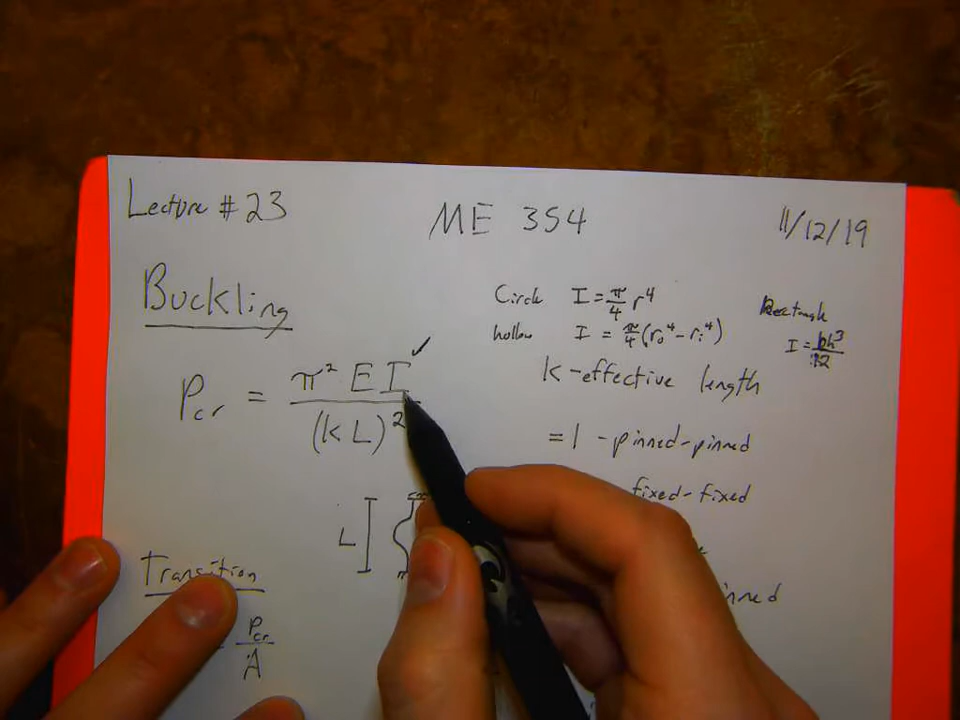 Lecture # 23
ME 354
11/12/19
Buckling
Circle I = π/4 r⁴
hollow I = π/4 (r₀⁴ - rᵢ⁴)
Rectangle
I = bh³/12
Pcr = π² E I ✓ / (k L)²
k - effective length
= 1 - pinned-pinned
fixed-fixed
L
Transition
Pcr/A